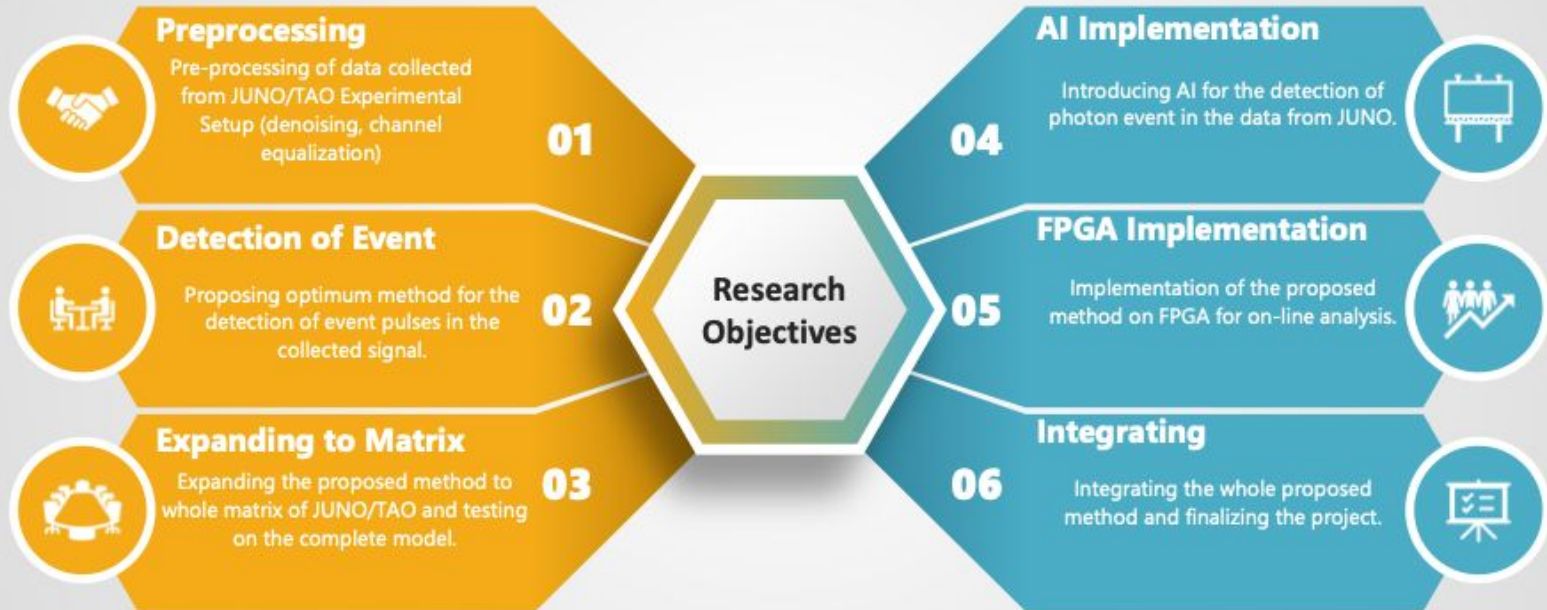 Preprocessing
Pre-processing of data collected
from JUNO/TAO Experimental
Setup (denoising, channel
equalization)
01
Detection of Event
Proposing optimum method for the
detection of event pulses in the
collected signal.
02
Expanding to Matrix
Expanding the proposed method to
whole matrix of JUNO/TAO and testing
on the complete model.
03
Research
Objectives
AI Implementation
Introducing AI for the detection of
photon event in the data from JUNO.
04
FPGA Implementation
Implementation of the proposed
method on FPGA for on-line analysis.
05
Integrating
Integrating the whole proposed
method and finalizing the project.
06